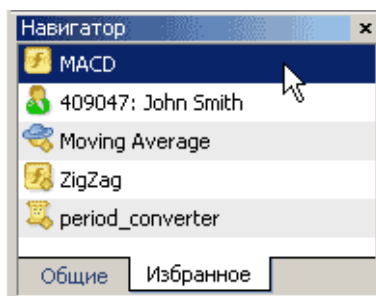 Навигатор
MACD
409047: John Smith
Moving Average
ZigZag
period_converter
Общие Избранное